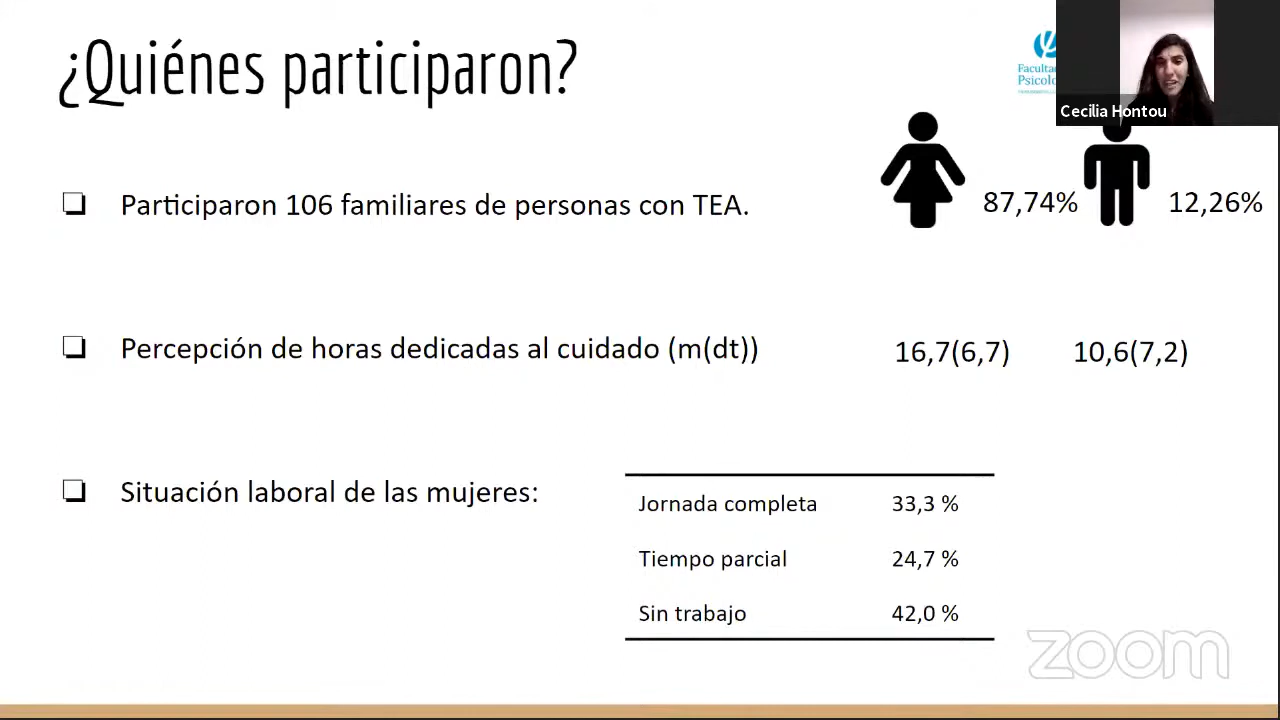 ¿Quiénes participaron?
Cecilia Hontou
Participaron 106 familiares de personas con TEA.
87,74%
12,26%
Percepción de horas dedicadas al cuidado (m(dt))
16,7(6,7)
10,6(7,2)
Situación laboral de las mujeres:
Jornada completa 33,3 %
Tiempo parcial 24,7 %
Sin trabajo 42,0 %
zoom